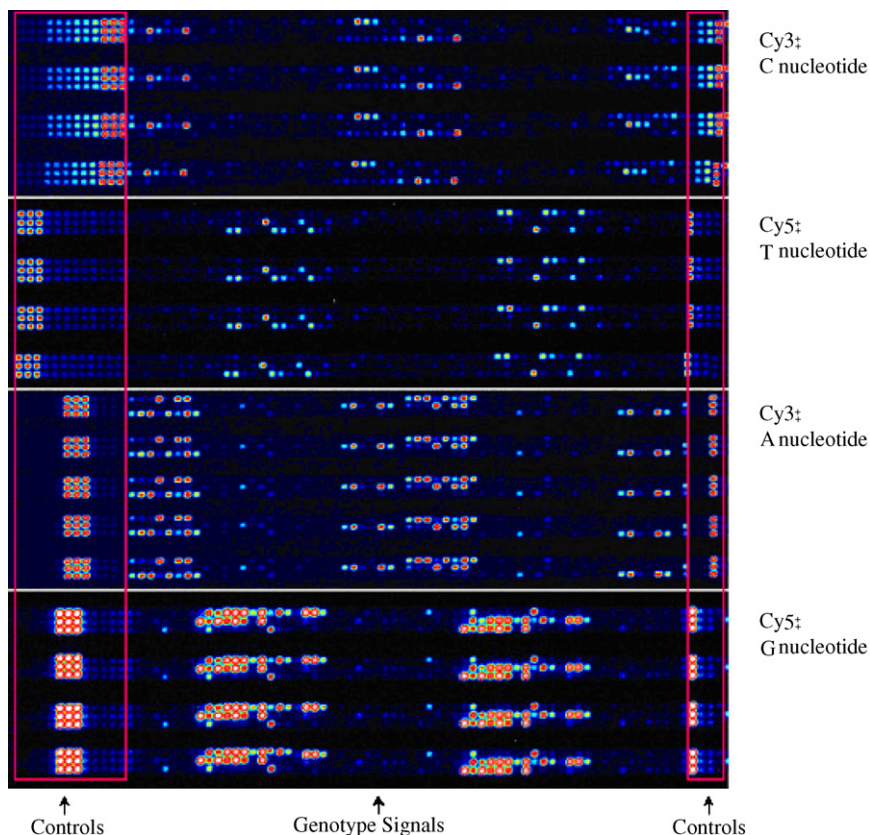 Cy3‡
C nucleotide
Cy5‡
T nucleotide
Cy3‡
A nucleotide
Cy5‡
G nucleotide
Controls
Genotype Signals
Controls